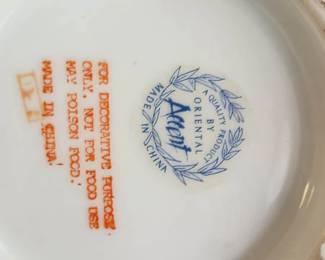 A QUALITY PRODUCT
BY
ORIENTAL
Accent
MADE IN CHINA
FOR DECORATIVE PURPOSE
ONLY. NOT FOR FOOD USE
MAY POISON FOOD.
MADE IN CHINA